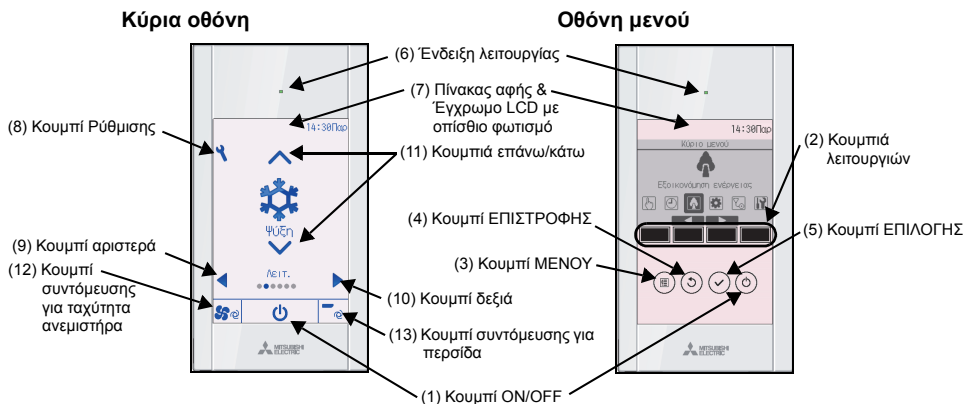 Κύρια οθόνη
Οθόνη μενού
(6) Ένδειξη λειτουργίας
(7) Πίνακας αφής &
Έγχρωμο LCD με
οπίσθιο φωτισμό
(8) Κουμπί Ρύθμισης
(11) Κουμπιά επάνω/κάτω
(9) Κουμπί αριστερά
(12) Κουμπί
συντόμευσης
για ταχύτητα
ανεμιστήρα
(10) Κουμπί δεξιά
(13) Κουμπί συντόμευσης για
περσίδα
(1) Κουμπί ON/OFF
(2) Κουμπιά
λειτουργιών
(4) Κουμπί ΕΠΙΣΤΡΟΦΗΣ
(5) Κουμπί ΕΠΙΛΟΓΗΣ
(3) Κουμπί ΜΕΝΟΥ
14:30Παρ
Ψύξη
Λειτ.
MITSUBISHI
ELECTRIC
14:30Παρ
Κύριο μενού
Εξοικονόμηση ενέργειας
MITSUBISHI
ELECTRIC